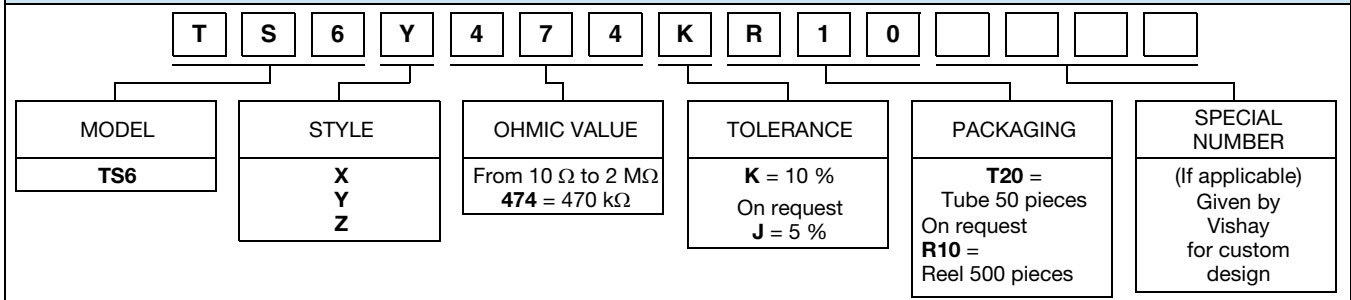 T S 6 Y 4 7 4 K R 1 0
MODEL
TS6
STYLE
X
Y
Z
OHMIC VALUE
From 10 Ω to 2 MΩ
474 = 470 kΩ
TOLERANCE
K = 10 %
On request
J = 5 %
PACKAGING
T20 =
Tube 50 pieces
On request
R10 =
Reel 500 pieces
SPECIAL
NUMBER
(If applicable)
Given by
Vishay
for custom
design